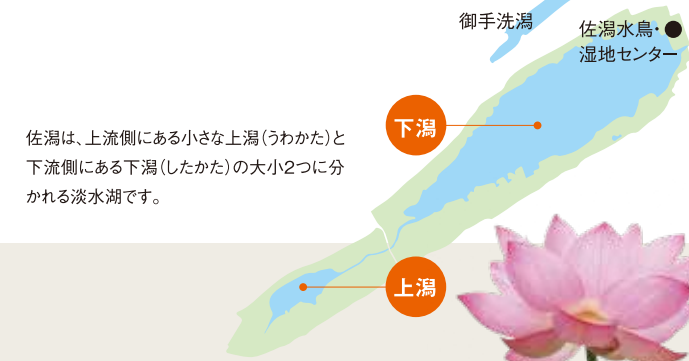 御手洗潟
佐潟水鳥・
湿地センター
下潟
佐潟は、上流側にある小さな上潟(うわかた)と
下流側にある下潟(したかた)の大小2つに分
かれる淡水湖です。
上潟